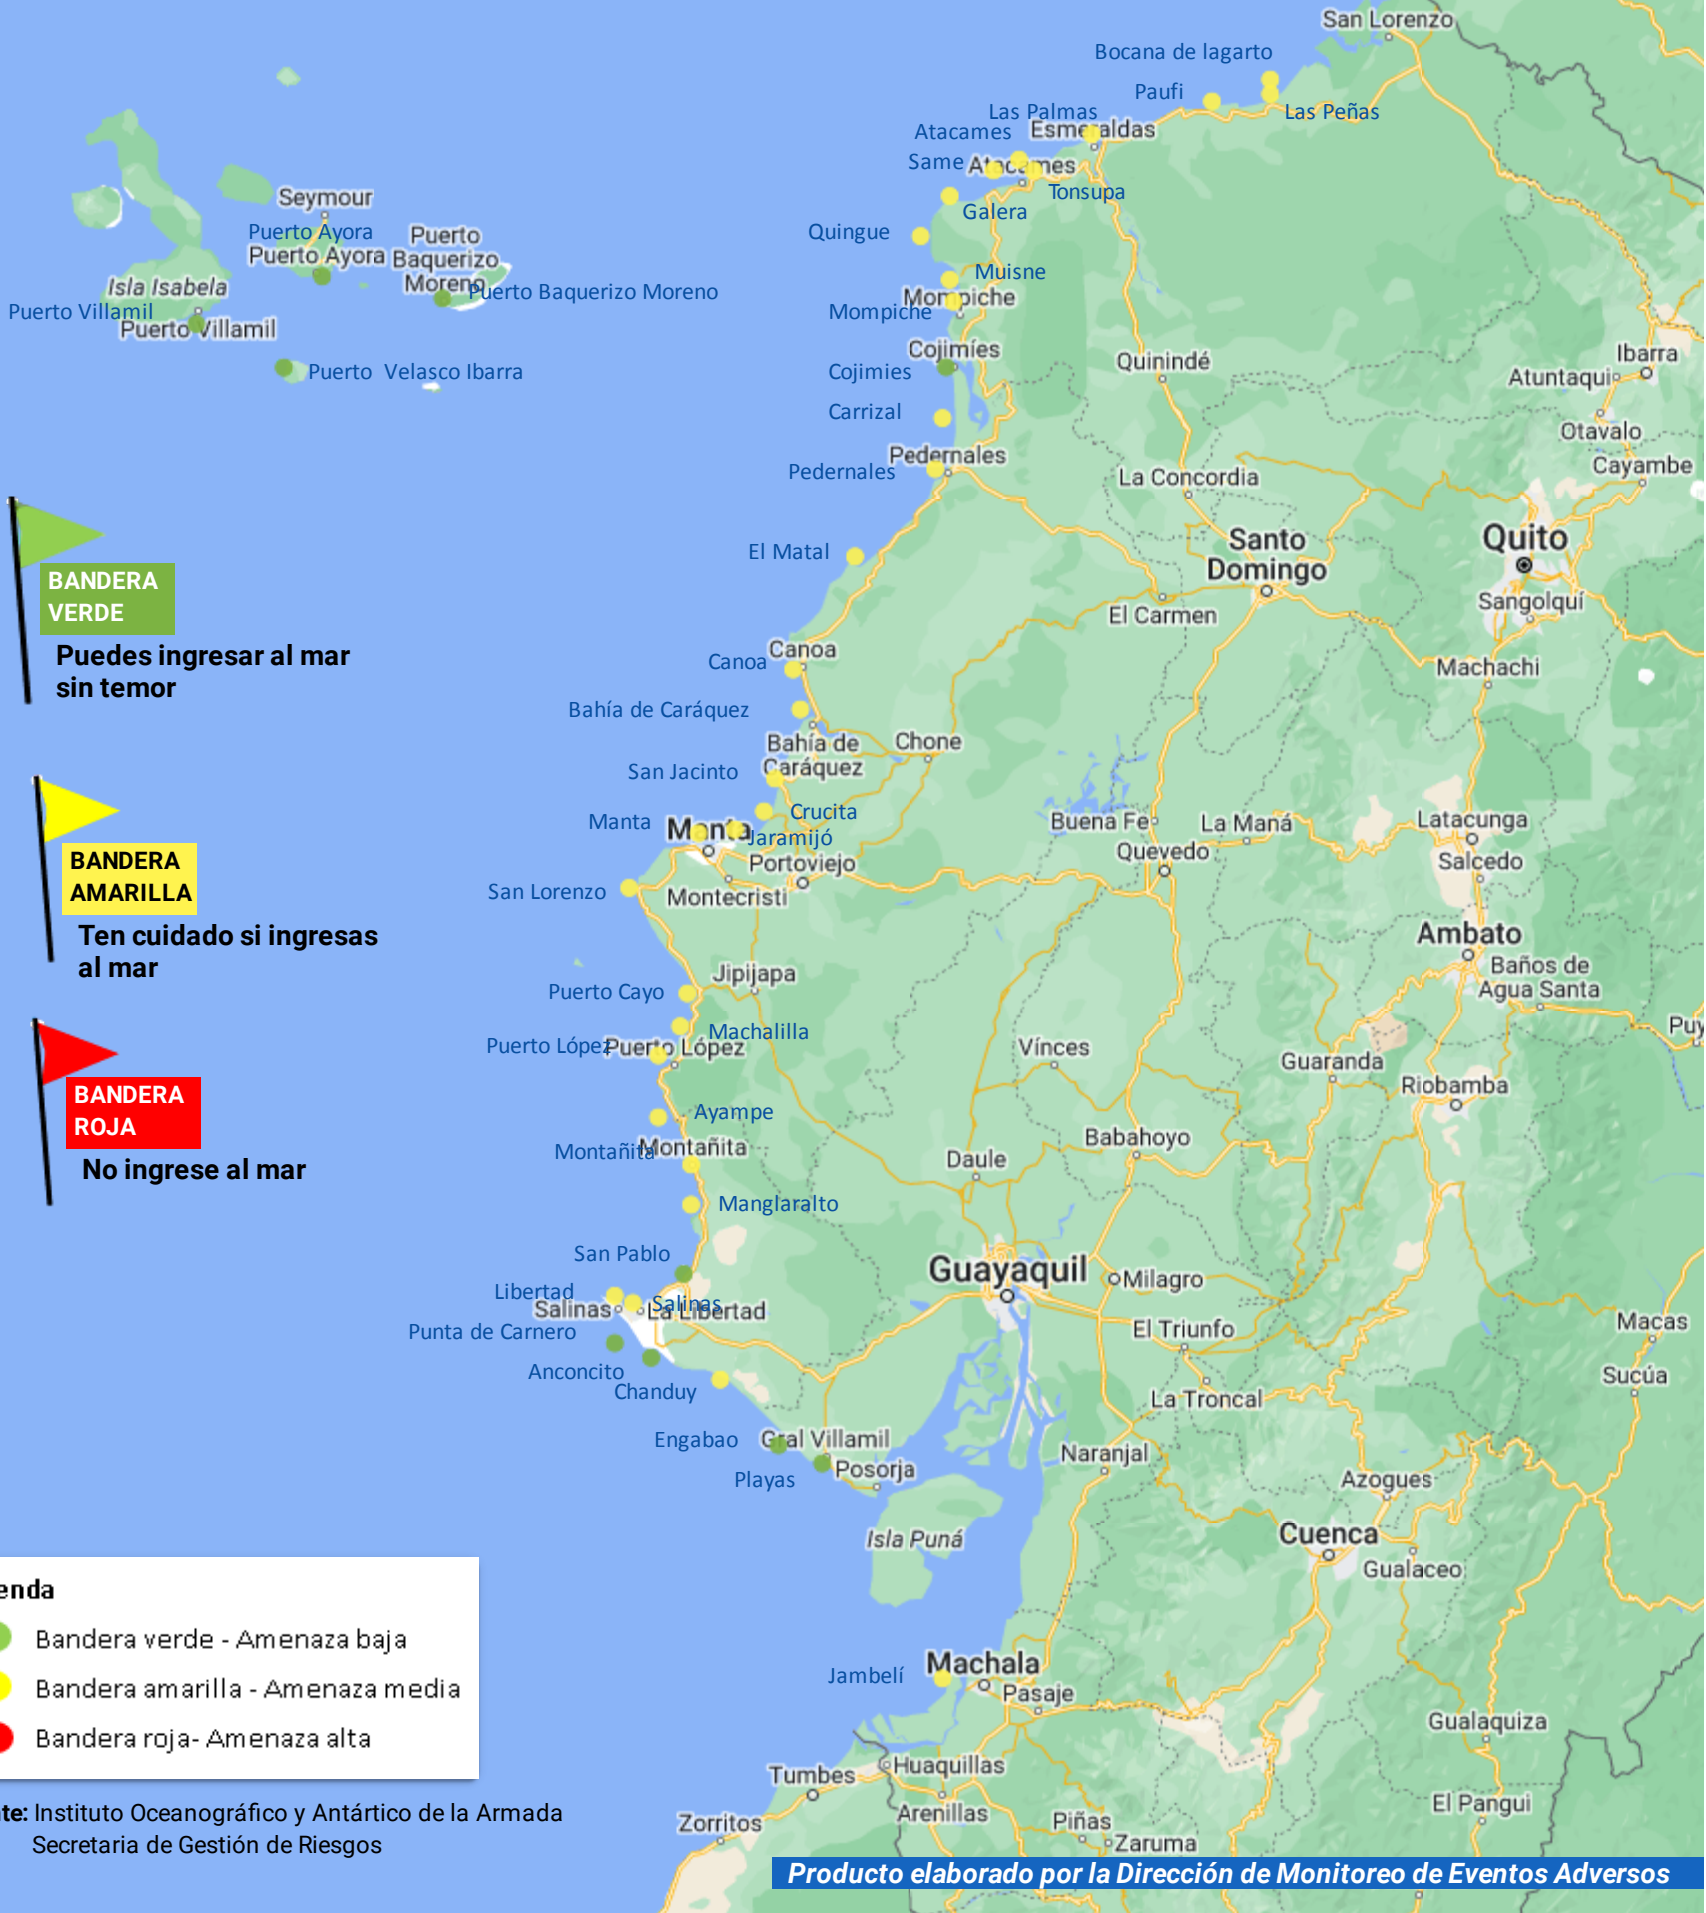 San Lorenzo
Bocana de lagarto
Paufi
Las Peñas
Las Palmas
Esmeraldas
Atacames
Same
Atacames
Tonsupa
Galera
Quingue
Muisne
Mompiche
Mompiche
Cojimíes
Cojimies
Carrizal
Pedernales
Pedernales
El Matal
Canoa
Canoa
Bahía de Caráquez
Bahía de
Caráquez
Chone
San Jacinto
Crucita
Manta
Manta
Jaramijó
Portoviejo
Montecristi
San Lorenzo
Jipijapa
Puerto Cayo
Machalilla
Puerto López
Puerto López
Ayampe
Montañita
Montañita
Manglaralto
San Pablo
Libertad
Salinas
Salinas
La Libertad
Punta de Carnero
Anconcito
Chanduy
Engabao
Gral Villamil
Playas
Posorja
Isla Puná
Jambelí
Machala
Pasaje
Huaquillas
Tumbes
Arenillas
Zorritos
Piñas
Zaruma
Seymour
Puerto Ayora
Puerto Ayora
Puerto
Baquerizo
Moreno
Puerto Baquerizo Moreno
Isla Isabela
Puerto Villamil
Puerto Villamil
Puerto Velasco Ibarra
Quinindé
Ibarra
Atuntaqui
Otavalo
Cayambe
La Concordia
Santo
Domingo
Quito
Sangolquí
El Carmen
Machachi
Buena Fe
La Maná
Quevedo
Latacunga
Salcedo
Ambato
Baños de
Agua Santa
Puy
Vínces
Guaranda
Riobamba
Babahoyo
Daule
Guayaquil
Milagro
El Triunfo
La Troncal
Macas
Sucúa
Naranjal
Azogues
Cuenca
Gualaceo
Gualaquiza
El Pangui
BANDERA
VERDE
Puedes ingresar al mar
sin temor
BANDERA
AMARILLA
Ten cuidado si ingresas
al mar
BANDERA
ROJA
No ingrese al mar
enda
Bandera verde - Amenaza baja
Bandera amarilla - Amenaza media
Bandera roja- Amenaza alta
te: Instituto Oceanográfico y Antártico de la Armada
Secretaria de Gestión de Riesgos
Producto elaborado por la Dirección de Monitoreo de Eventos Adversos